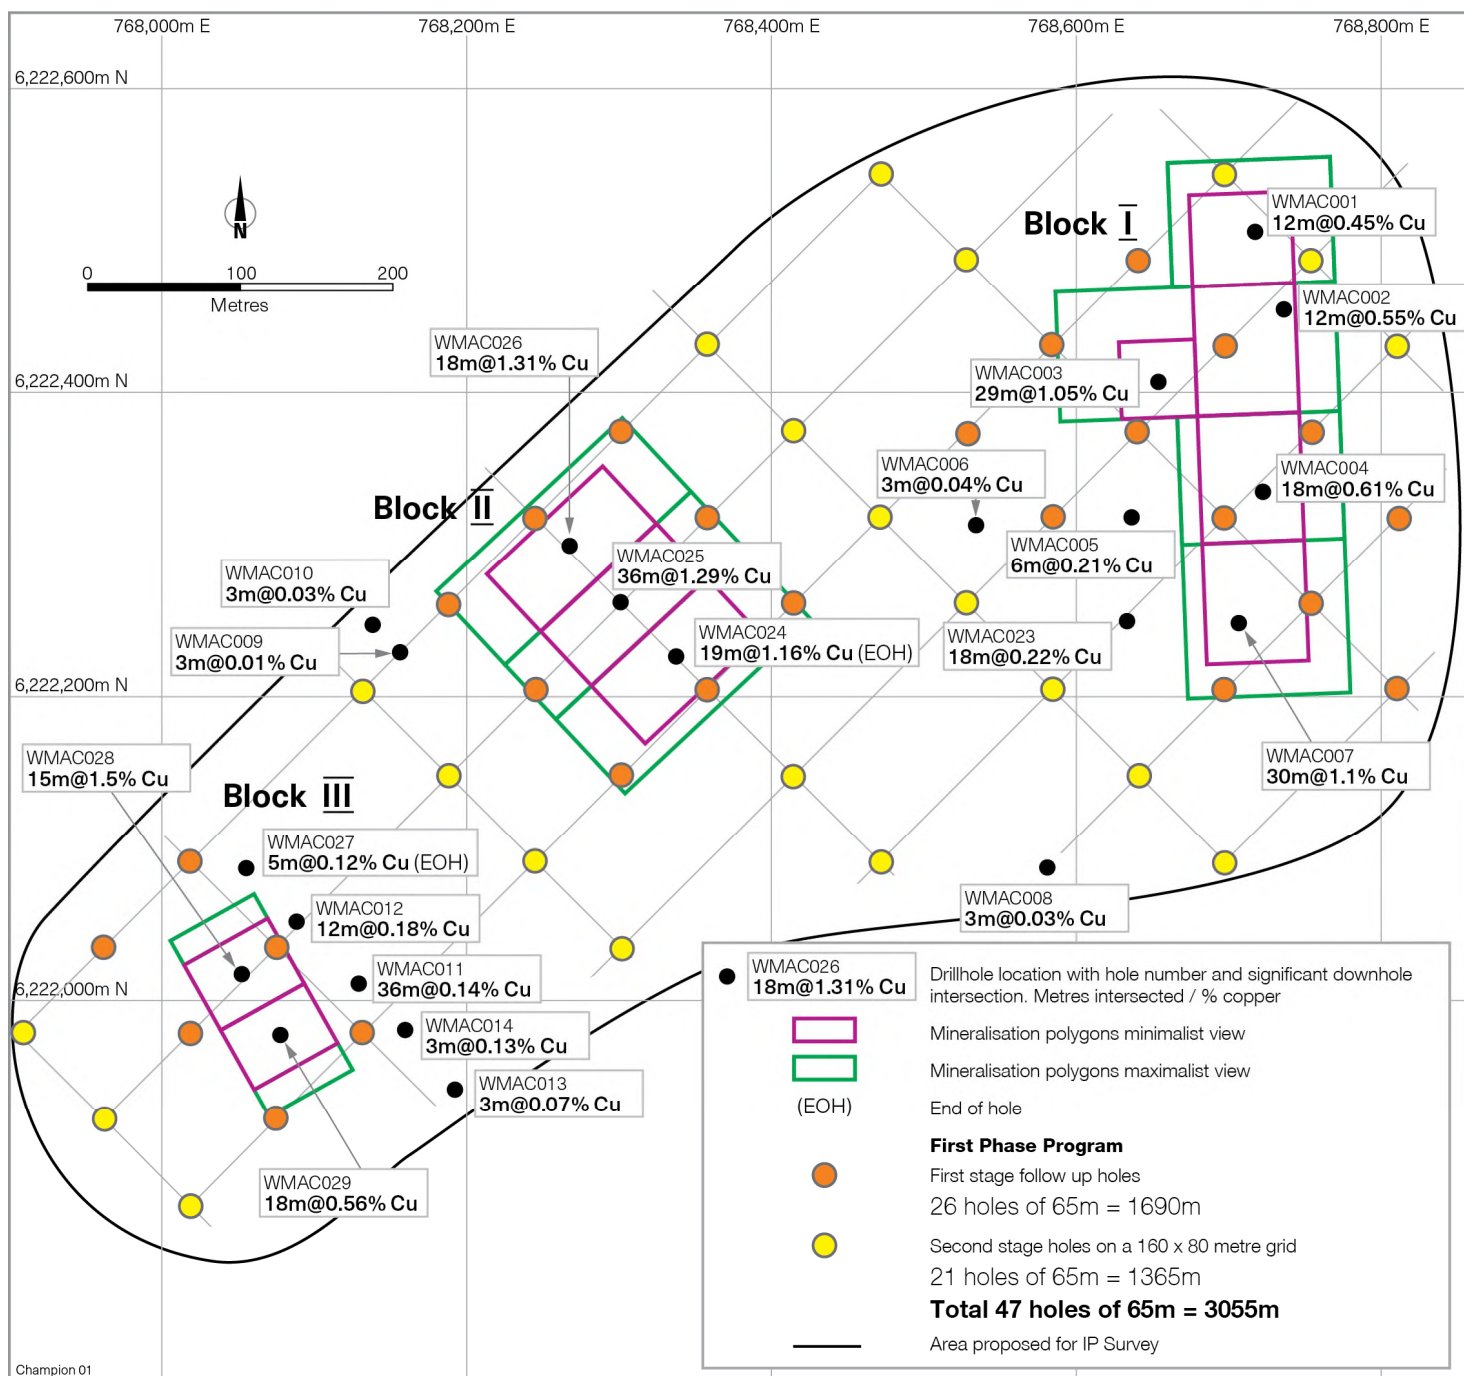 768,000m E
768,200m E
768,400m E
768,600m E
768,800m E
6,222,600m N
N
0
100
200
Metres
Block I
WMAC001
12m@0.45% Cu
WMAC002
12m@0.55% Cu
WMAC026
18m@1.31% Cu
WMAC003
29m@1.05% Cu
6,222,400m N
WMAC006
3m@0.04% Cu
WMAC004
18m@0.61% Cu
Block II
WMAC005
6m@0.21% Cu
WMAC025
36m@1.29% Cu
WMAC010
3m@0.03% Cu
WMAC009
3m@0.01% Cu
WMAC024
19m@1.16% Cu (EOH)
WMAC023
18m@0.22% Cu
6,222,200m N
WMAC028
15m@1.5% Cu
WMAC007
30m@1.1% Cu
Block III
WMAC027
5m@0.12% Cu (EOH)
WMAC012
12m@0.18% Cu
WMAC008
3m@0.03% Cu
WMAC011
36m@0.14% Cu
6,222,000m N
WMAC014
3m@0.13% Cu
WMAC013
3m@0.07% Cu
WMAC029
18m@0.56% Cu
WMAC026
18m@1.31% Cu
Drillhole location with hole number and significant downhole
intersection. Metres intersected / % copper
Mineralisation polygons minimalist view
Mineralisation polygons maximalist view
(EOH)
End of hole
First Phase Program
First stage follow up holes
26 holes of 65m = 1690m
Second stage holes on a 160 x 80 metre grid
21 holes of 65m = 1365m
Total 47 holes of 65m = 3055m
Area proposed for IP Survey
Champion 01